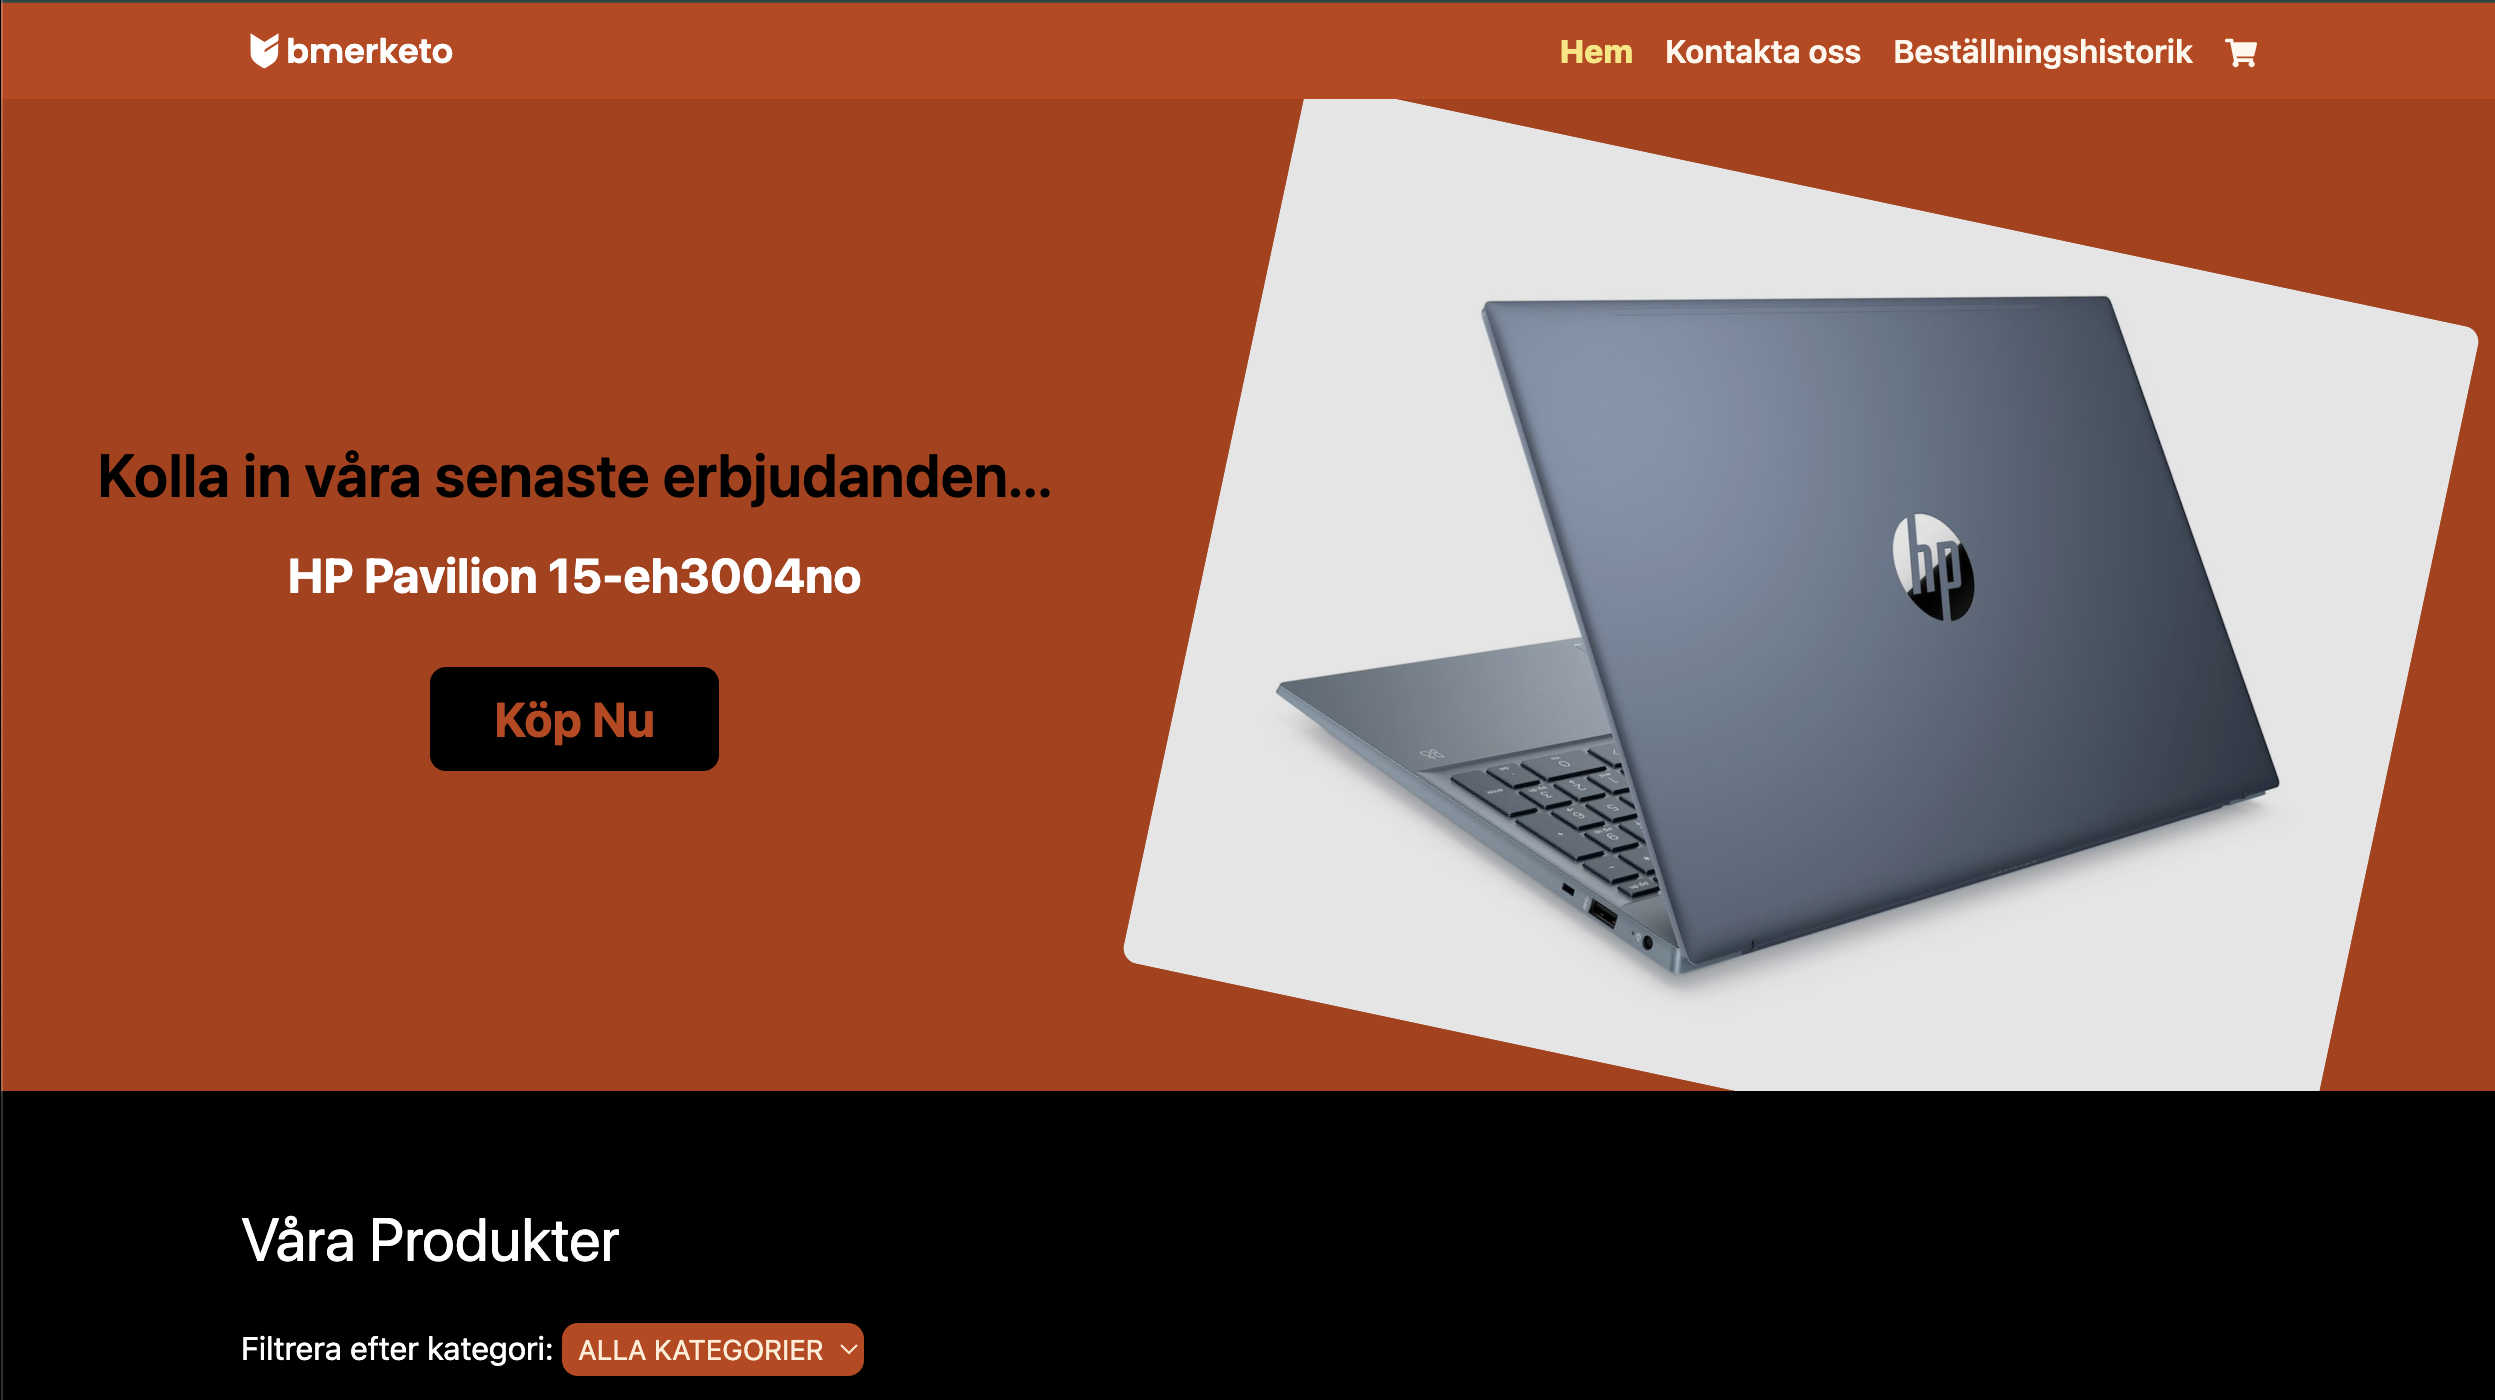 bmerketo
Hem Kontakta oss Beställningshistorik
Kolla in våra senaste erbjudanden...
HP Pavilion 15-eh3004no
Köp Nu
hp
Våra Produkter
Filtrera efter kategori: ALLA KATEGORIER